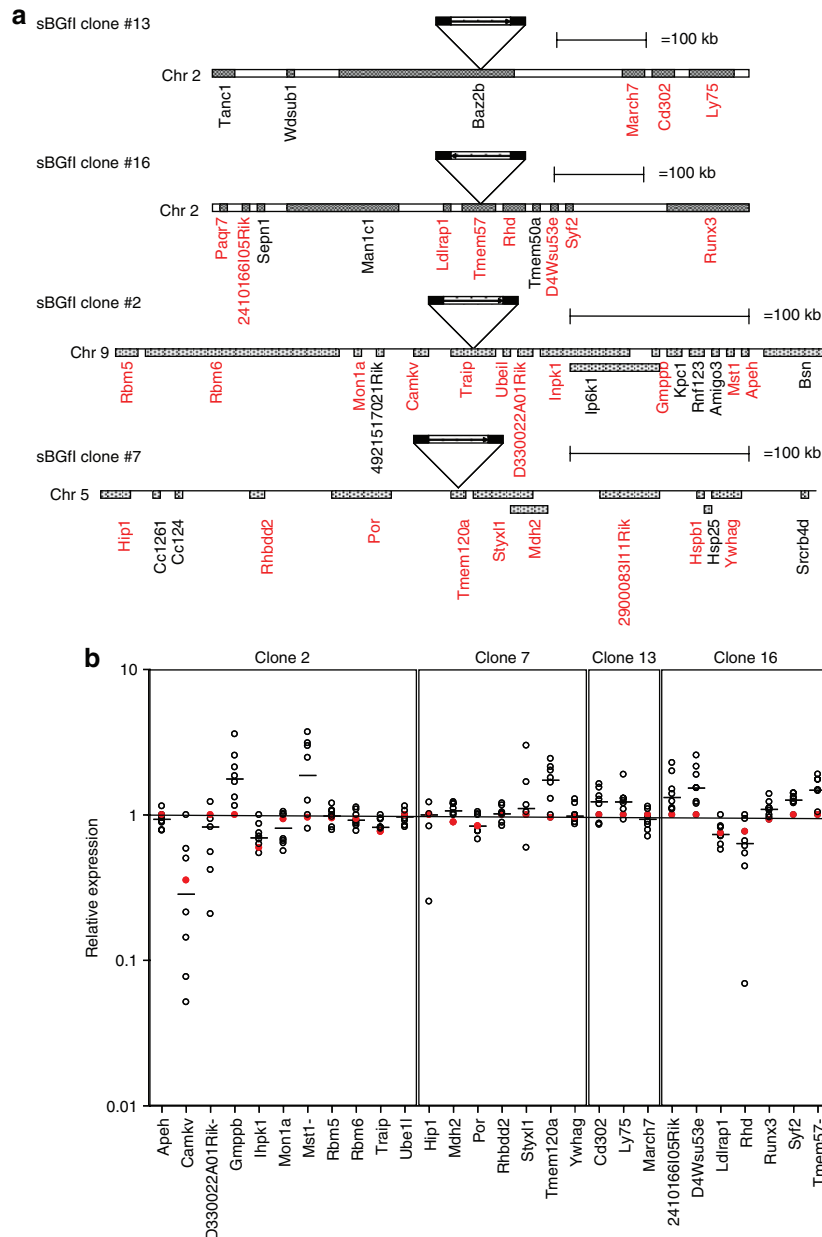 a
sBGfI clone #13
=100 kb
Chr 2
Tanc1
Wdsub1
Baz2b
March7
Cd302
Ly75
sBGfI clone #16
=100 kb
Chr 2
Paqr7
2410166I05Rik
Sepn1
Man1c1
Ldlrap1
Tmem57
Rhd
Tmem50a
D4Wsu53e
Syf2
Runx3
sBGfI clone #2
=100 kb
Chr 9
Rbm5
Rbm6
Mon1a
4921517021Rik
Camkv
Traip
Ubeil
D330022A01Rik
Inpk1
Ip6k1
Gmppb
Kpc1
Rnf123
Amigo3
Mst1
Apeh
Bsn
sBGfI clone #7
=100 kb
Chr 5
Hip1
Cc1261
Cc124
Rhbdd2
Por
Tmem120a
Styxl1
Mdh2
2900083I11Rik
Hspb1
Hsp25
Ywhag
Srcrb4d
b
Clone 2
Clone 7
Clone 13
Clone 16
Relative expression
10
1
0.1
0.01
Apeh
Camkv
D330022A01Rik-
Gmppb
Ihpk1
Mon1a
Mst1-
Rbm5
Rbm6
Traip
Ube1l
Hip1
Mdh2
Por
Rhbdd2
Styxl1
Tmem120a
Ywhag
Cd302
Ly75
March7
2410166I05Rik
D4Wsu53e
Ldlrap1
Rhd
Runx3
Syf2
Tmem57-